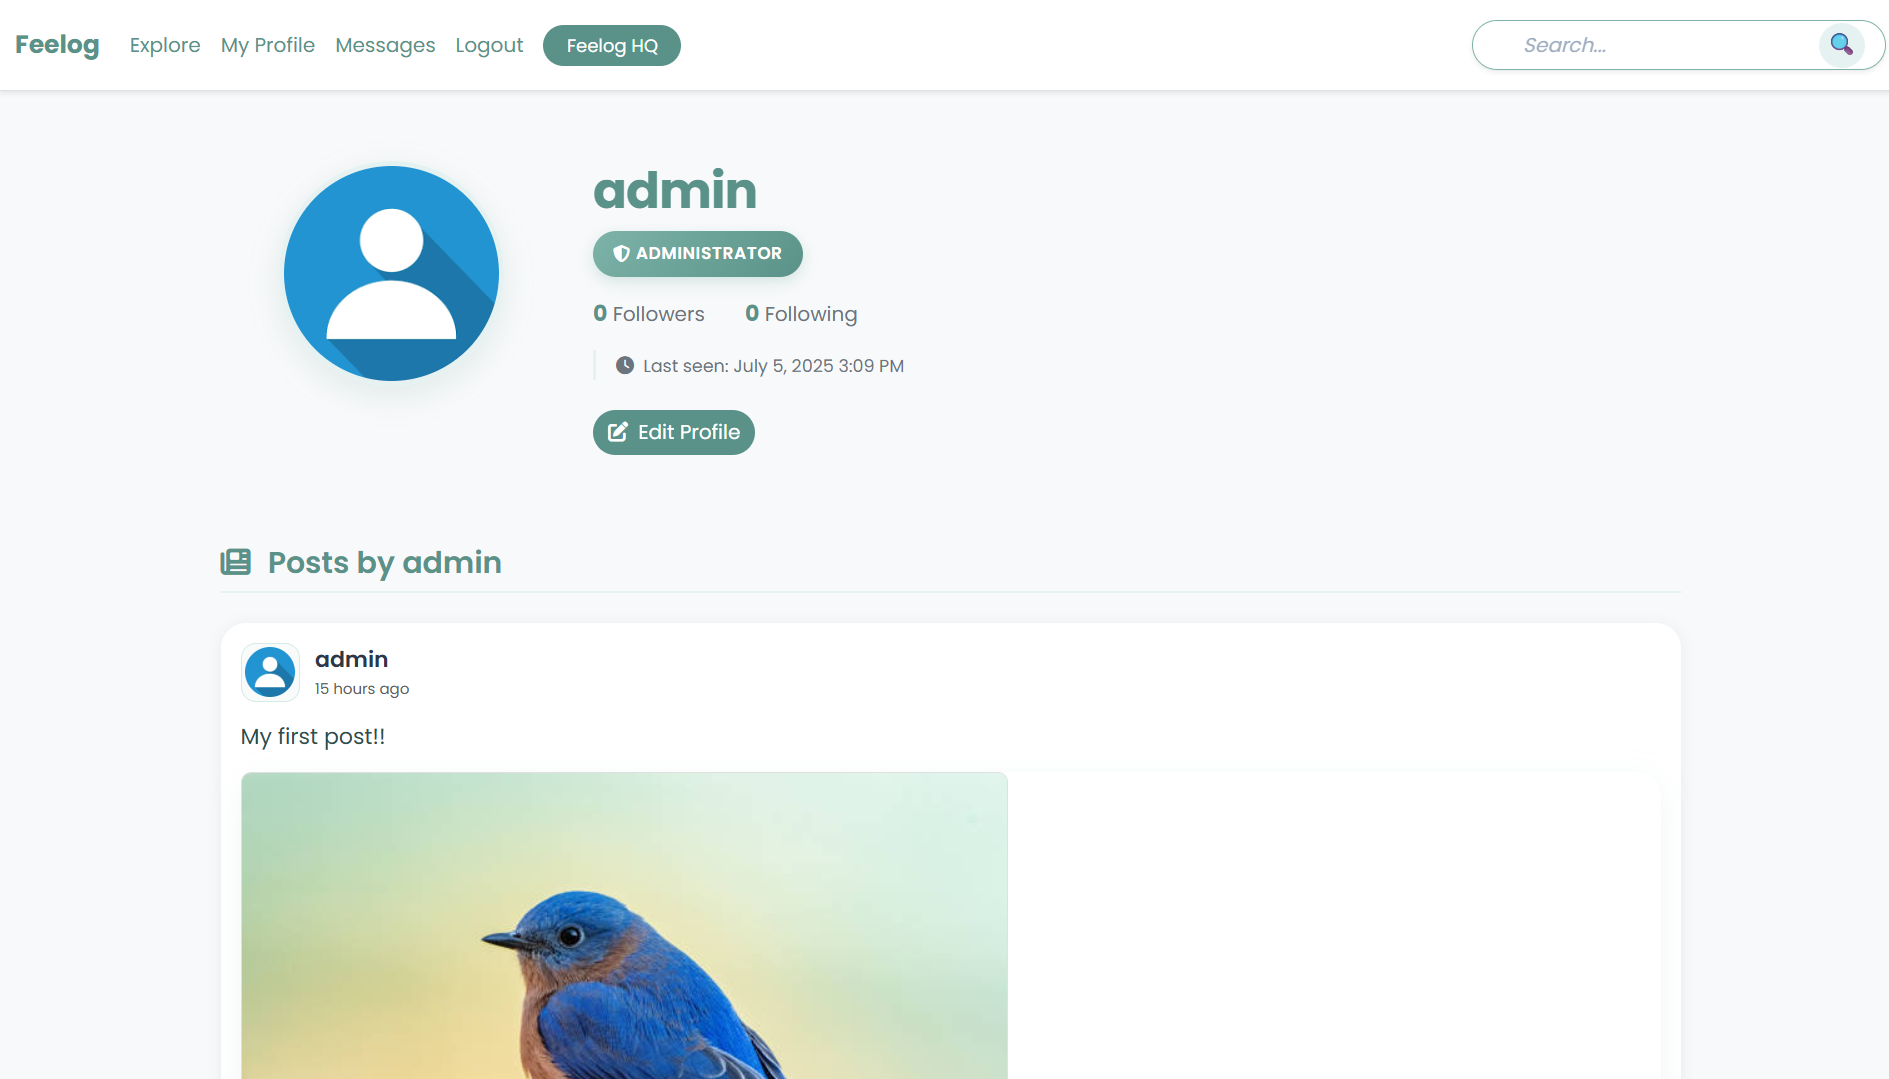 Feelog Explore My Profile Messages Logout Feelog HQ Search...
admin
ADMINISTRATOR
0 Followers 0 Following
Last seen: July 5, 2025 3:09 PM
Edit Profile
Posts by admin
admin
15 hours ago
My first post!!